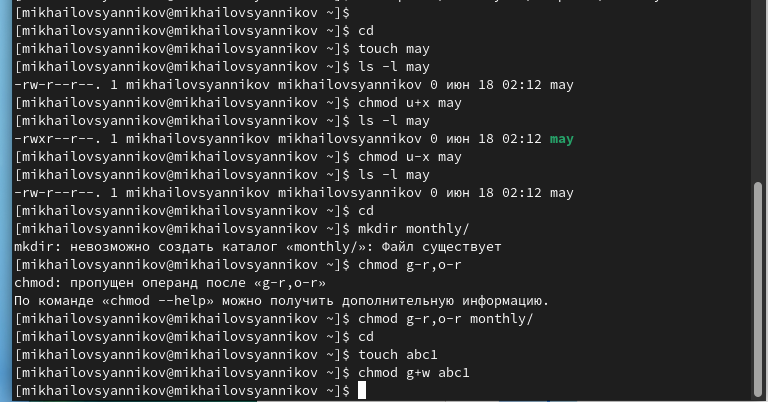 [mikhailovsyannikov@mikhailovsyannikov ~]$
[mikhailovsyannikov@mikhailovsyannikov ~]$ cd
[mikhailovsyannikov@mikhailovsyannikov ~]$ touch may
[mikhailovsyannikov@mikhailovsyannikov ~]$ ls -l may
-rw-r--r--. 1 mikhailovsyannikov mikhailovsyannikov 0 июн 18 02:12 may
[mikhailovsyannikov@mikhailovsyannikov ~]$ chmod u+x may
[mikhailovsyannikov@mikhailovsyannikov ~]$ ls -l may
-rwxr--r--. 1 mikhailovsyannikov mikhailovsyannikov 0 июн 18 02:12 may
[mikhailovsyannikov@mikhailovsyannikov ~]$ chmod u-x may
[mikhailovsyannikov@mikhailovsyannikov ~]$ ls -l may
-rw-r--r--. 1 mikhailovsyannikov mikhailovsyannikov 0 июн 18 02:12 may
[mikhailovsyannikov@mikhailovsyannikov ~]$ cd
[mikhailovsyannikov@mikhailovsyannikov ~]$ mkdir monthly/
mkdir: невозможно создать каталог «monthly/»: Файл существует
[mikhailovsyannikov@mikhailovsyannikov ~]$ chmod g-r,o-r
chmod: пропущен операнд после «g-r,o-r»
По команде «chmod --help» можно получить дополнительную информацию.
[mikhailovsyannikov@mikhailovsyannikov ~]$ chmod g-r,o-r monthly/
[mikhailovsyannikov@mikhailovsyannikov ~]$ cd
[mikhailovsyannikov@mikhailovsyannikov ~]$ touch abc1
[mikhailovsyannikov@mikhailovsyannikov ~]$ chmod g+w abc1
[mikhailovsyannikov@mikhailovsyannikov ~]$